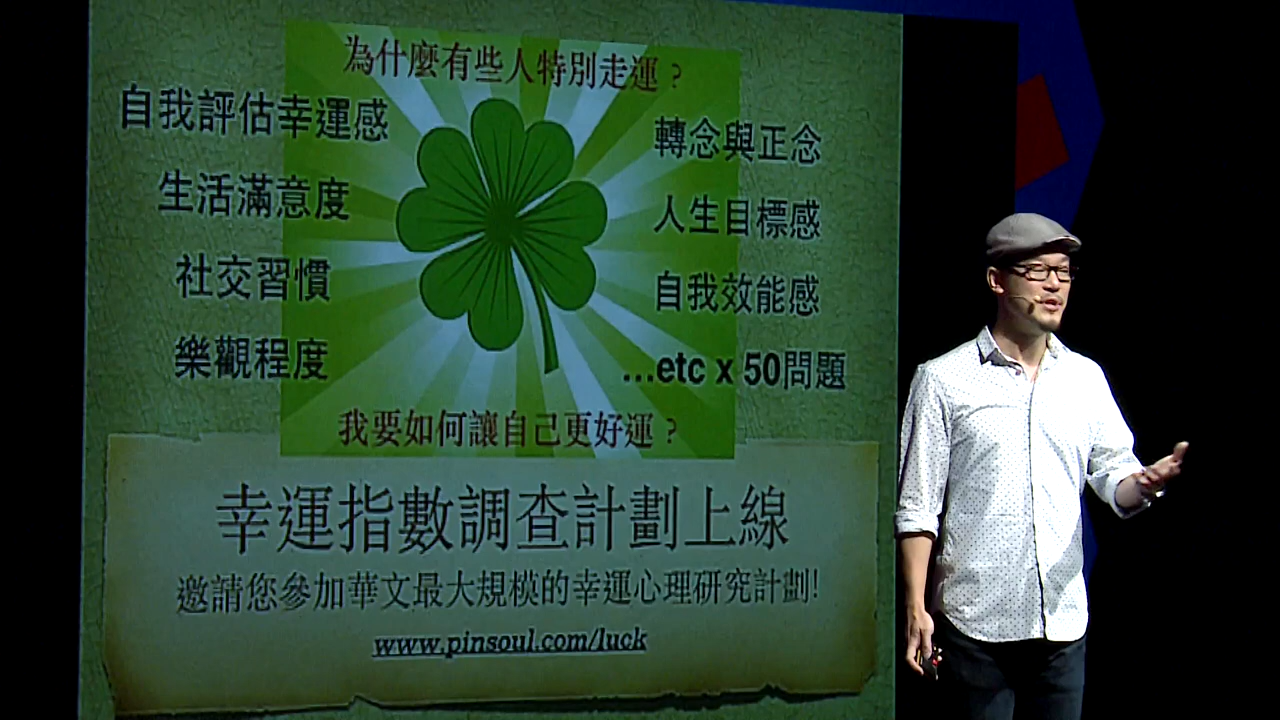 為什麼有些人特別走運？
自我評估幸運感
生活滿意度
社交習慣
樂觀程度
轉念與正念
人生目標感
自我效能感
...etc x 50問題
我要如何讓自己更好運？
幸運指數調查計劃上線
邀請您參加華文最大規模的幸運心理研究計劃!
www.pinsoul.com/luck